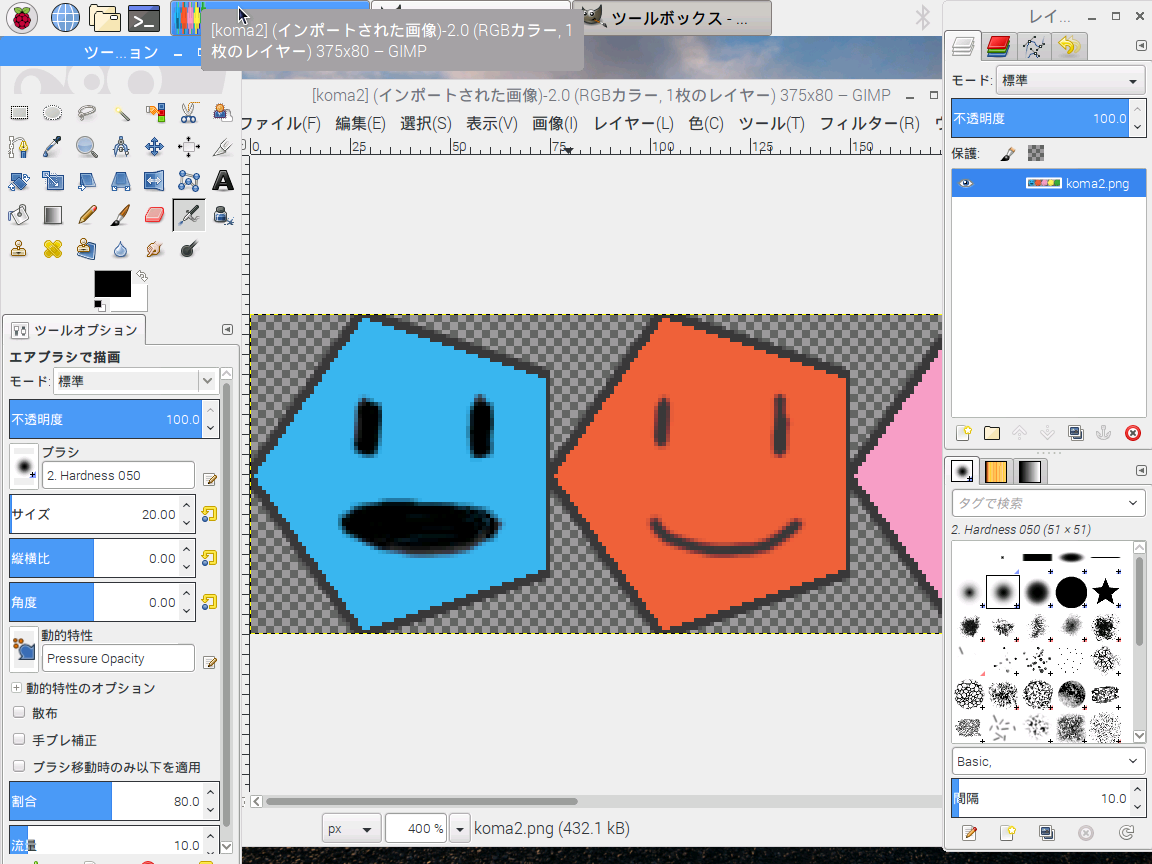 ツールボックス - ...
[koma2] (インポートされた画像)-2.0 (RGBカラー, 1
枚のレイヤー) 375x80 – GIMP
ツー...ョン
レイ...
[koma2] (インポートされた画像)-2.0 (RGBカラー, 1枚のレイヤー) 375x80 – GIMP
ファイル(F) 編集(E) 選択(S) 表示(V) 画像(I) レイヤー(L) 色(C) ツール(T) フィルター(R)
0 25 50 75 100 125 150
モード: 標準
不透明度 100.0
保護:
koma2.png
ツールオプション
エアブラシで描画
モード: 標準
不透明度 100.0
ブラシ
2. Hardness 050
サイズ 20.00
縦横比 0.00
角度 0.00
動的特性
Pressure Opacity
動的特性のオプション
散布
手ブレ補正
ブラシ移動時のみ以下を適用
割合 80.0
流量 10.0
px 400 % koma2.png (432.1 kB)
タグで検索
2. Hardness 050 (51 × 51)
Basic,
間隔 10.0